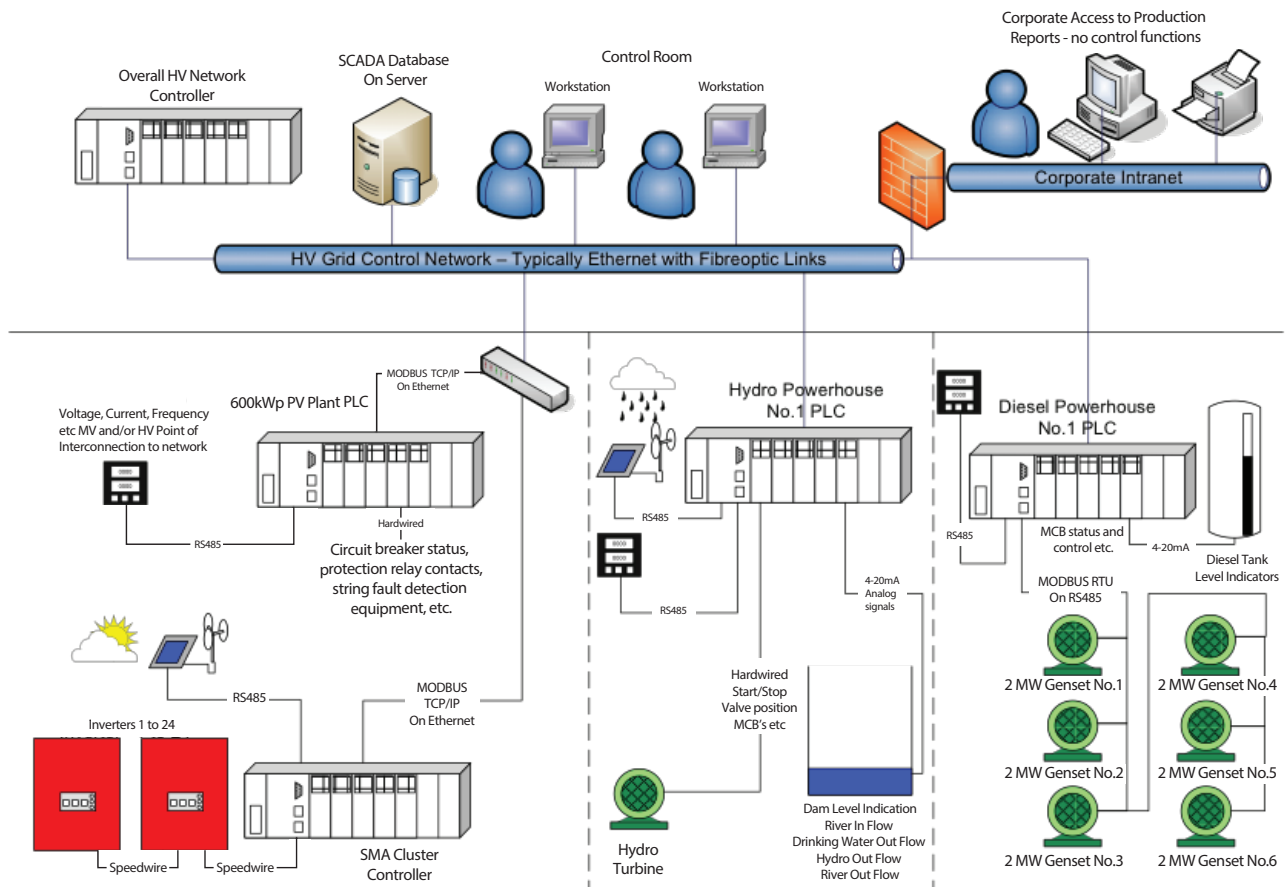 Corporate Access to Production
Reports - no control functions
SCADA Database
On Server
Control Room
Overall HV Network
Controller
Workstation
Workstation
Corporate Intranet
HV Grid Control Network – Typically Ethernet with Fibreoptic Links
MODBUS TCP/IP
On Ethernet
600kWp PV Plant PLC
Voltage, Current, Frequency
etc MV and/or HV Point of
Interconnection to network
RS485
Hardwired
Circuit breaker status,
protection relay contacts,
string fault detection
equipment, etc.
RS485
MODBUS
TCP/IP
On Ethernet
Inverters 1 to 24
Speedwire
Speedwire
SMA Cluster
Controller
Hydro Powerhouse
No.1 PLC
RS485
RS485
4-20mA
Analog
signals
Hardwired
Start/Stop
Valve position
MCB's etc
Hydro
Turbine
Dam Level Indication
River In Flow
Drinking Water Out Flow
Hydro Out Flow
River Out Flow
Diesel Powerhouse
No.1 PLC
RS485
MCB status and
control etc.
4-20mA
Diesel Tank
Level Indicators
MODBUS RTU
On RS485
2 MW Genset No.1
2 MW Genset No.4
2 MW Genset No.2
2 MW Genset No.5
2 MW Genset No.3
2 MW Genset No.6